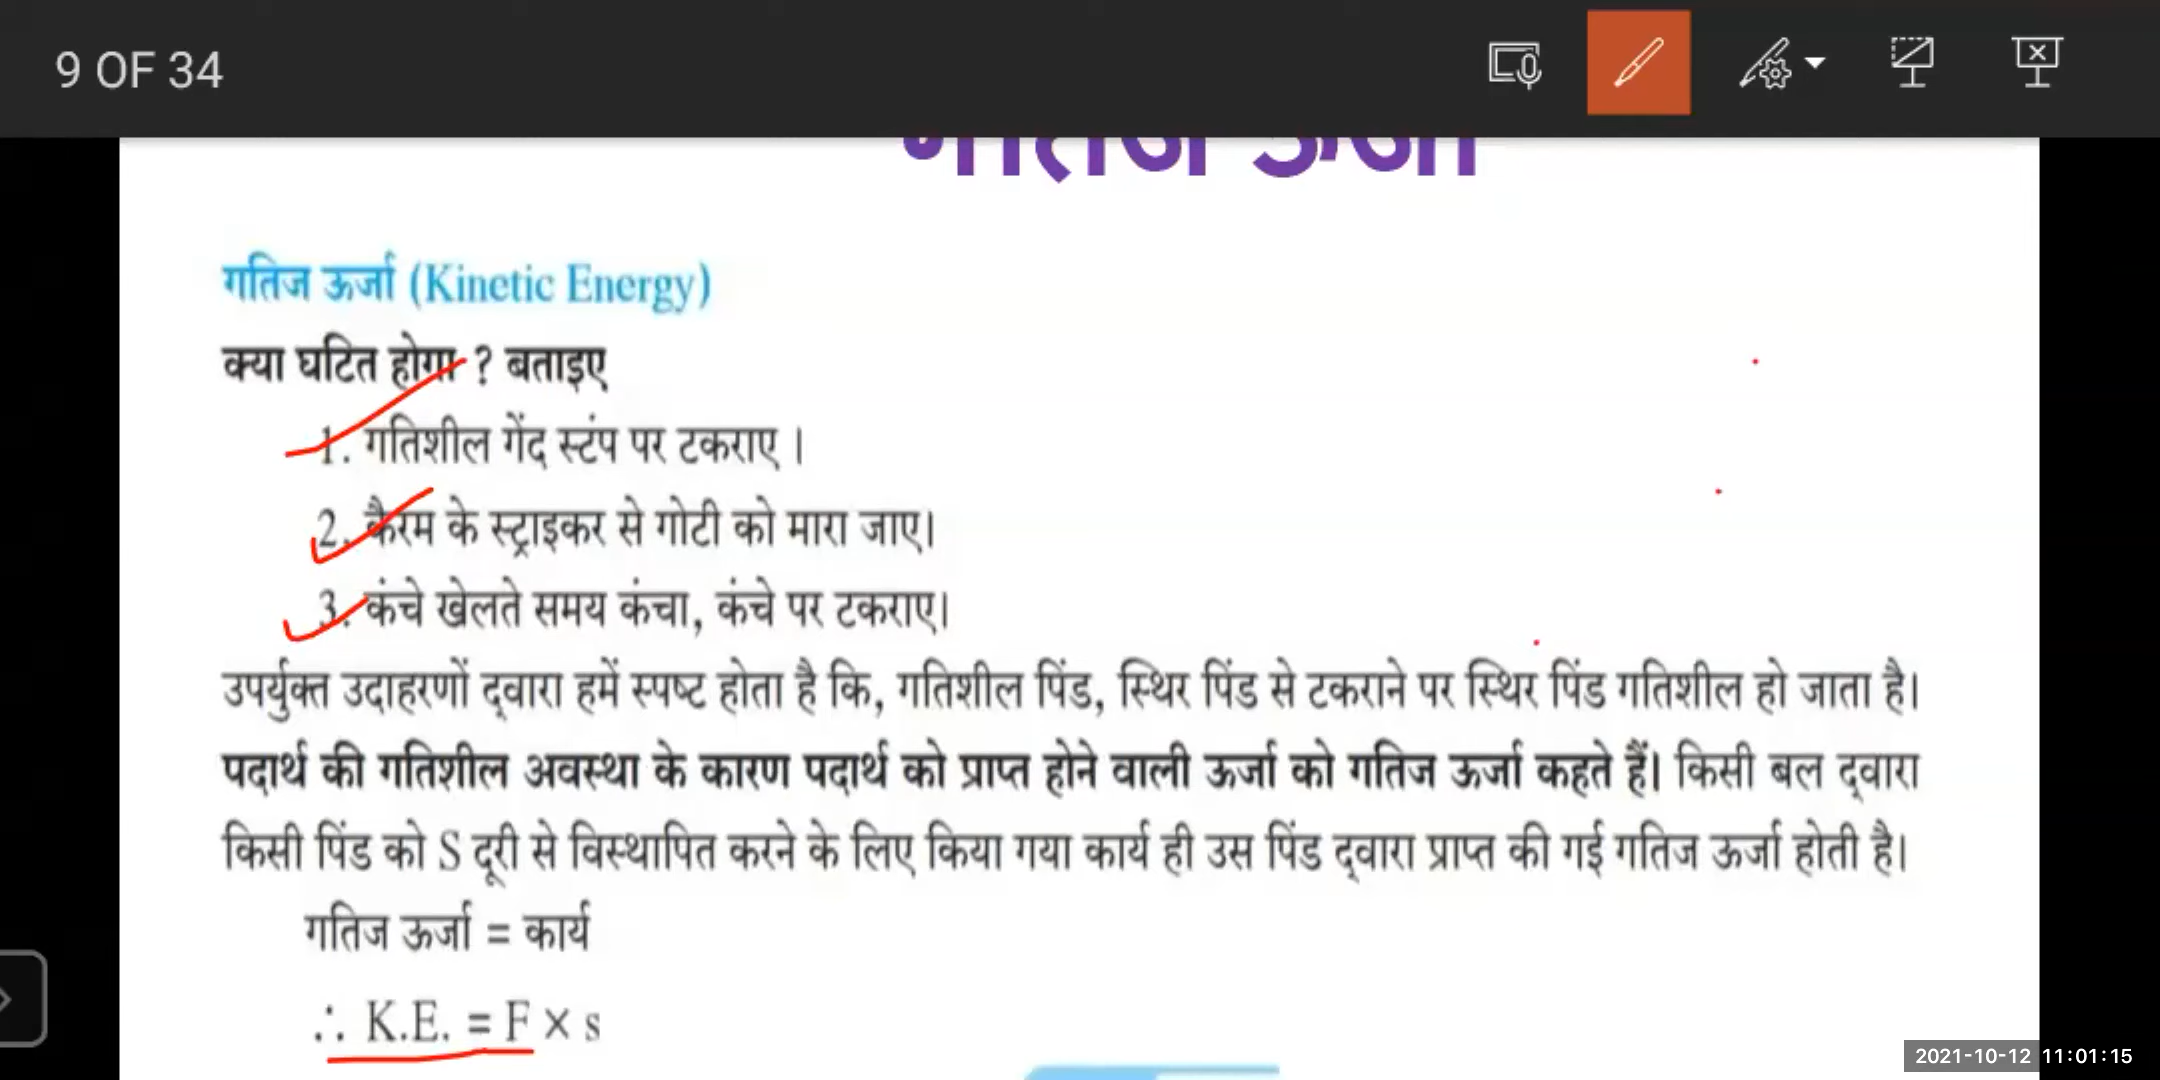 9 OF 34
गतिज ऊर्जा
गतिज ऊर्जा (Kinetic Energy)
क्या घटित होगा ? बताइए
1. गतिशील गेंद स्टंप पर टकराए ।
2. कैरम के स्ट्राइकर से गोटी को मारा जाए।
3. कंचे खेलते समय कंचा, कंचे पर टकराए।
उपर्युक्त उदाहरणों द्‌वारा हमें स्पष्ट होता है कि, गतिशील पिंड, स्थिर पिंड से टकराने पर स्थिर पिंड गतिशील हो जाता है।
पदार्थ की गतिशील अवस्था के कारण पदार्थ को प्राप्त होने वाली ऊर्जा को गतिज ऊर्जा कहते हैं। किसी बल द्‌वारा
किसी पिंड को S दूरी से विस्थापित करने के लिए किया गया कार्य ही उस पिंड द्‌वारा प्राप्त की गई गतिज ऊर्जा होती है।
गतिज ऊर्जा = कार्य
∴ K.E. = F × s
2021-10-12 11:01:15